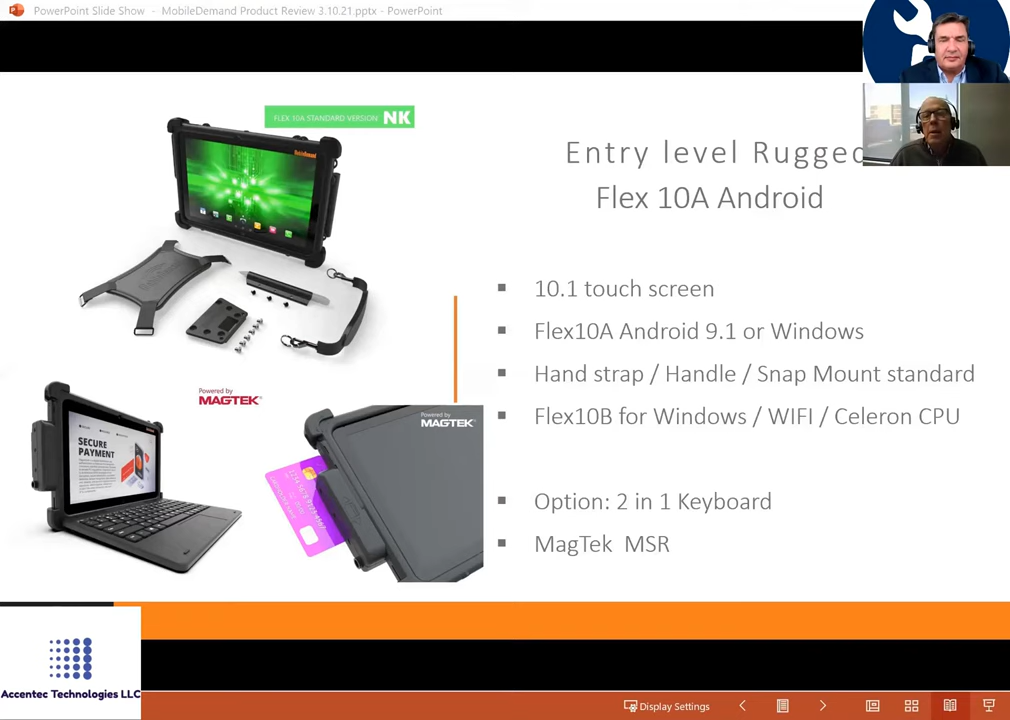 PowerPoint Slide Show - MobileDemand Product Review 3.10.21.pptx - PowerPoint
FLEX 10A STANDARD VERSION NK
Entry level Rugged
Flex 10A Android
10.1 touch screen
Flex10A Android 9.1 or Windows
Hand strap / Handle / Snap Mount standard
Flex10B for Windows / WIFI / Celeron CPU
Option: 2 in 1 Keyboard
MagTek MSR
Powered by
MAGTEK
Powered by
MAGTEK
SECURE
PAYMENT
Accentec Technologies LLC
Display Settings